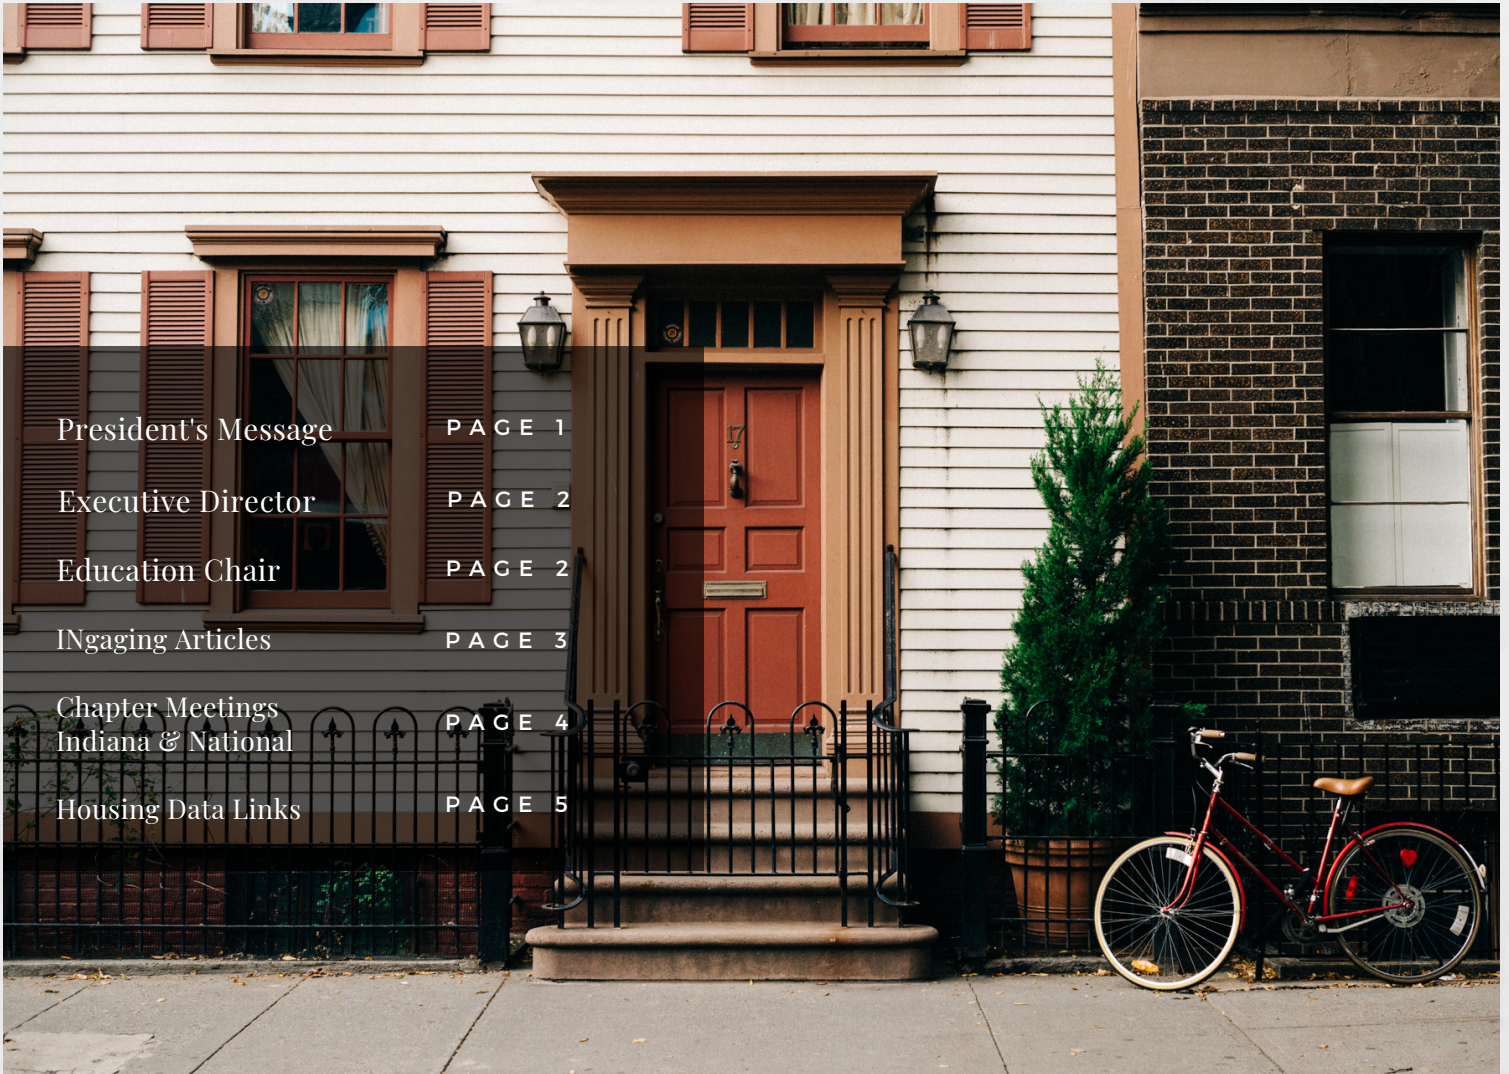 President's Message PAGE 1
Executive Director PAGE 2
Education Chair PAGE 2
INgaging Articles PAGE 3
Chapter Meetings
Indiana & National PAGE 4
Housing Data Links PAGE 5
17